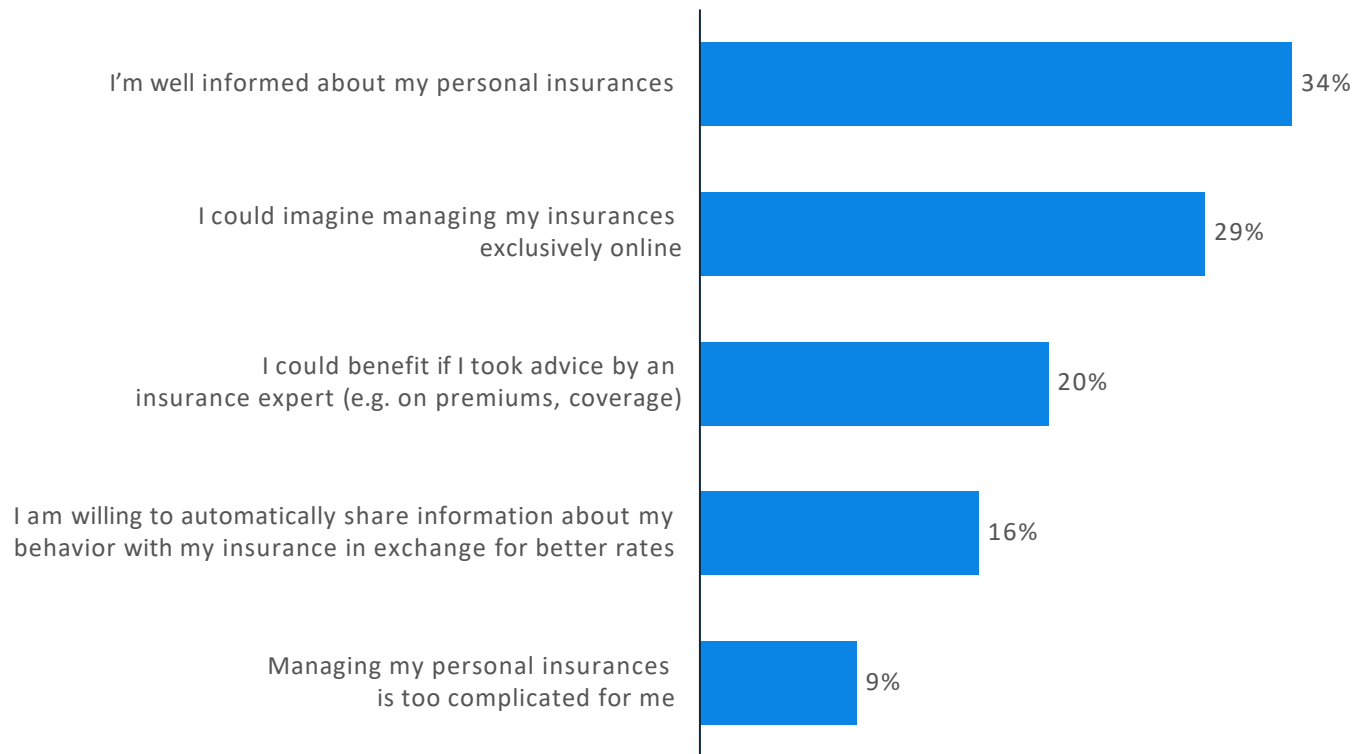 I’m well informed about my personal insurances
34%
I could imagine managing my insurances
exclusively online
29%
I could benefit if I took advice by an
insurance expert (e.g. on premiums, coverage)
20%
I am willing to automatically share information about my
behavior with my insurance in exchange for better rates
16%
Managing my personal insurances
is too complicated for me
9%